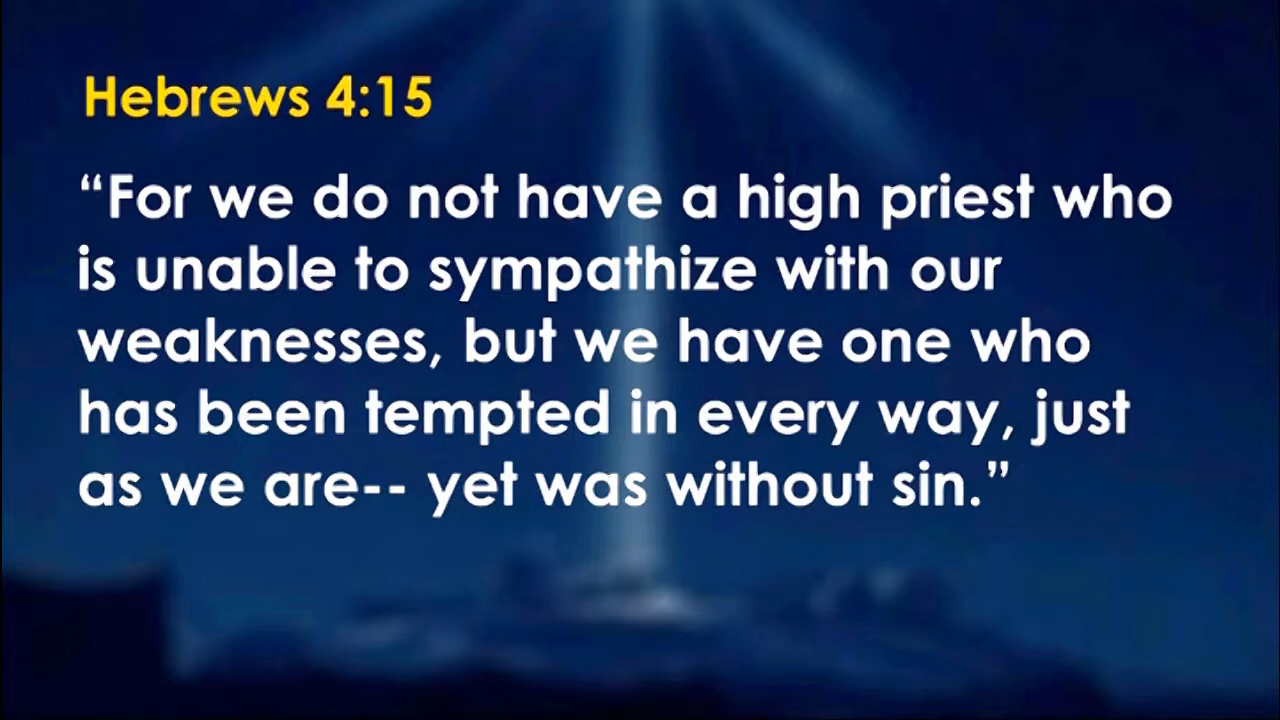 Hebrews 4:15
“For we do not have a high priest who
is unable to sympathize with our
weaknesses, but we have one who
has been tempted in every way, just
as we are-- yet was without sin.”